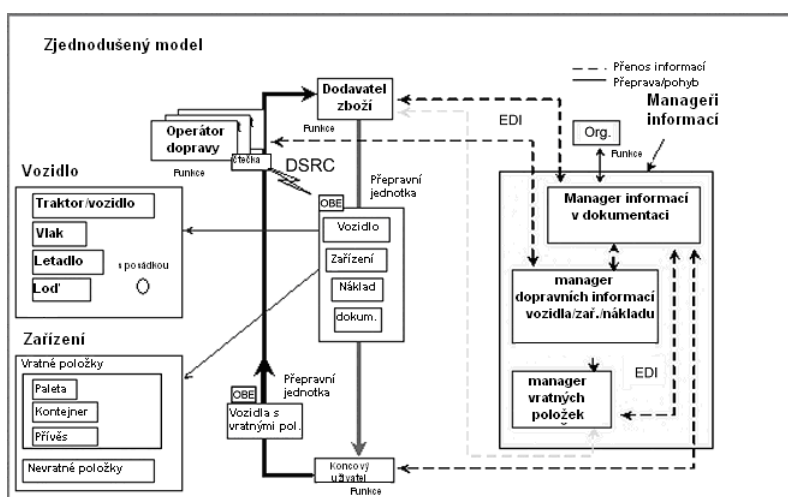 Zjednodušený model
Přenos informací
Přeprava/pohyb
Dodavatel
zboží
Manageři
informací
EDI
Org.
Funkce
Operátor
dopravy
Funkce
čtečka
Funkce
DSRC
Přepravní
jednotka
Vozidlo
Traktor/vozidlo
Vlak
Letadlo
Loď
s posádkou
OBE
Vozidlo
Zařízení
Náklad
dokum.
Manager informací
v dokumentaci
manager
dopravních informací
vozidla/zař./nákladu
manager
vratných
položek
EDI
Zařízení
Vratné položky
Paleta
Kontejner
Přívěs
Nevratné položky
OBE
Přepravní
jednotka
Vozidla s
vratnými pol.
Koncový
uživatel
Funkce